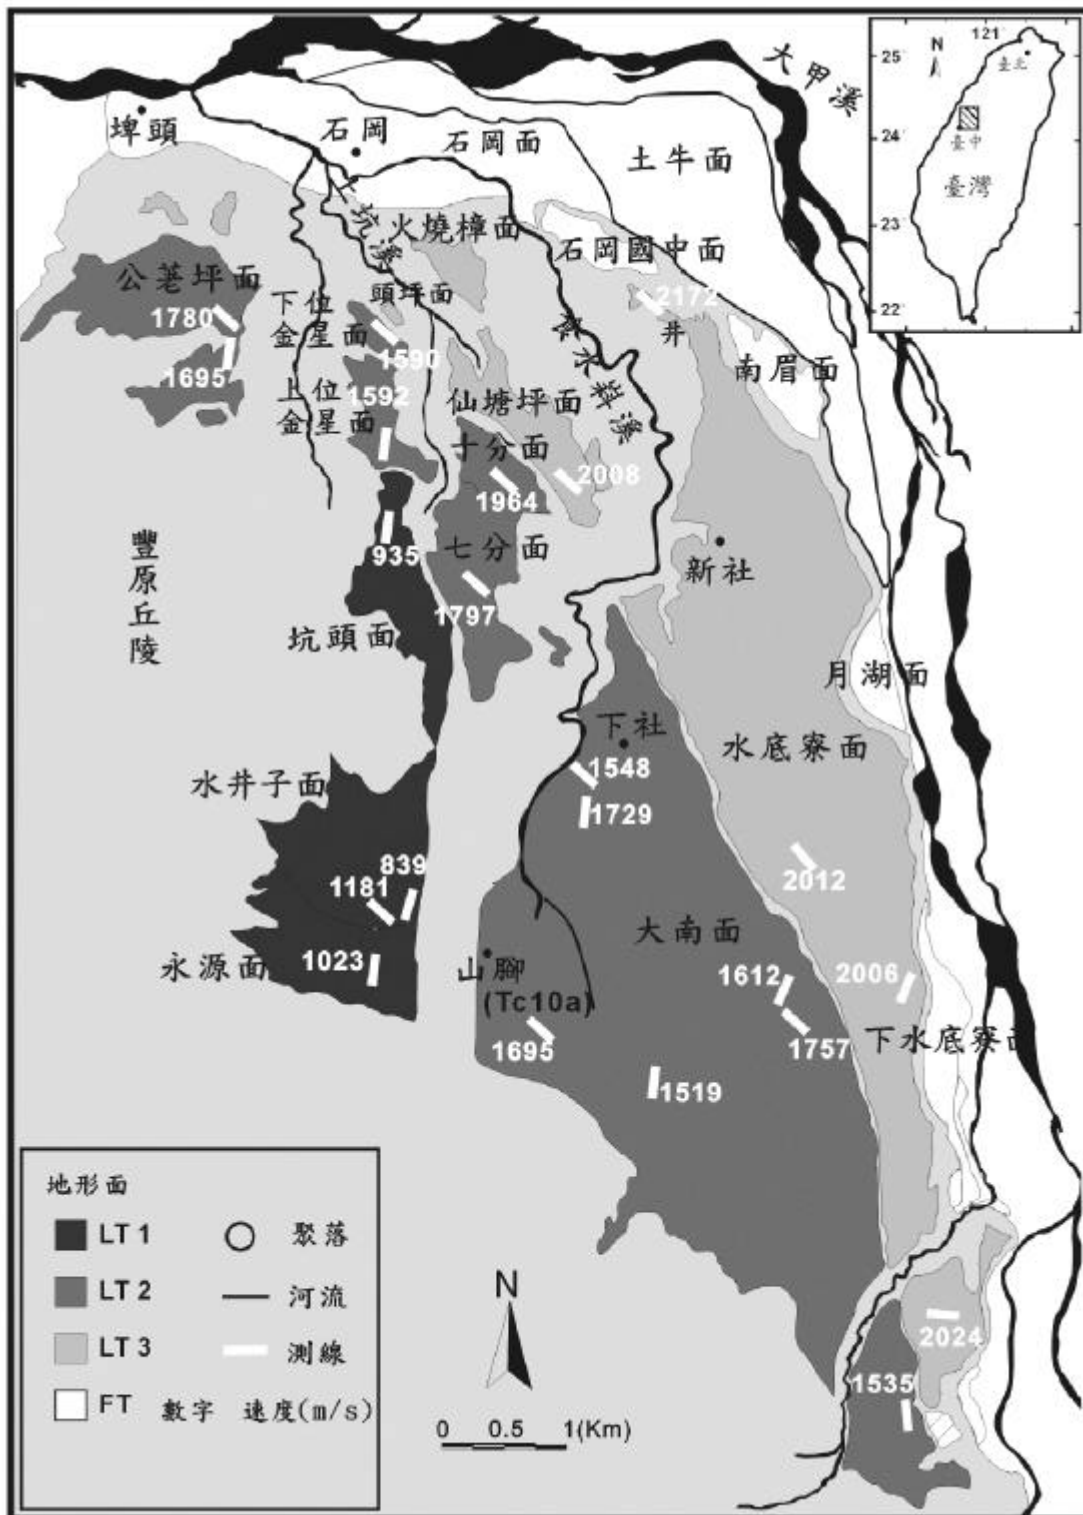 大甲溪
121°
25°
N
臺北
24°
臺中
臺灣
23°
22°
埤頭
石岡
石岡面
土牛面
火燒樟面
石岡國中面
公荖坪面
下位
金星面
頭坪面
2172
井
南眉面
1780
1590
1695
1592
上位
金星面
仙塘坪面
十分面
2008
1964
935
七分面
新社
豐原丘陵
1797
坑頭面
月湖面
下社
水底寮面
水井子面
1548
1729
839
1181
2012
大南面
永源面
1023
山腳
(Tc10a)
1612
2006
1695
1757
下水底寮面
1519
2024
1535
地形面
LT 1
聚落
LT 2
河流
LT 3
測線
FT
數字 速度(m/s)
N
0 0.5 1(Km)